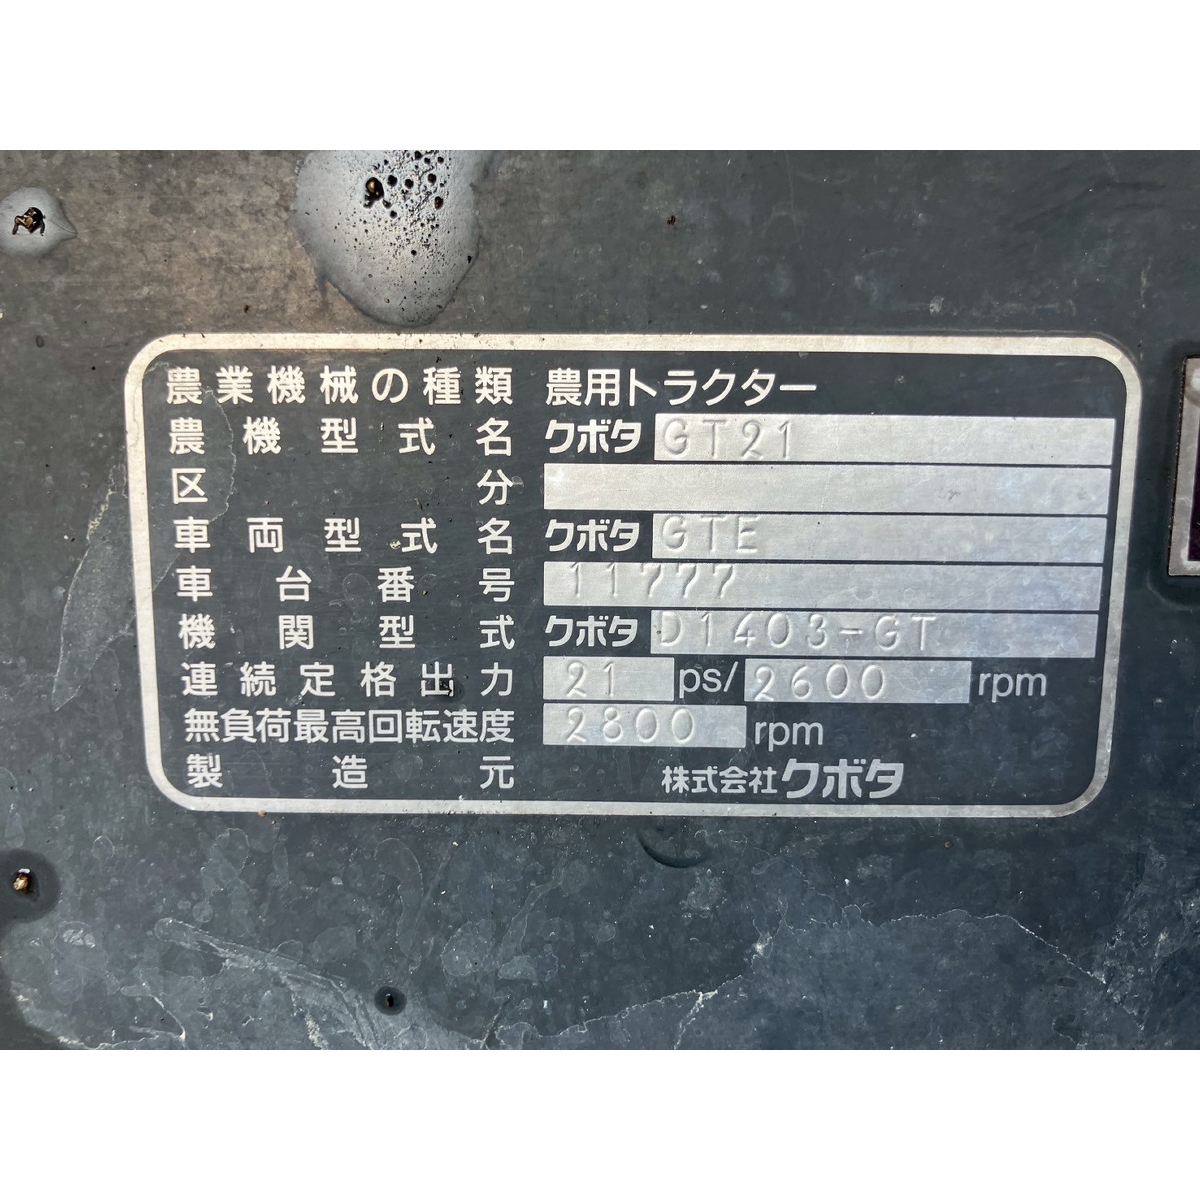 農業機械の種類 農用トラクター
農機型式名 クボタ GT21
区分
車両型式名 クボタ GTE
車台番号 11777
機関型式 クボタ D1403-GT
連続定格出力 21 ps/ 2600 rpm
無負荷最高回転速度 2800 rpm
製造元 株式会社クボタ